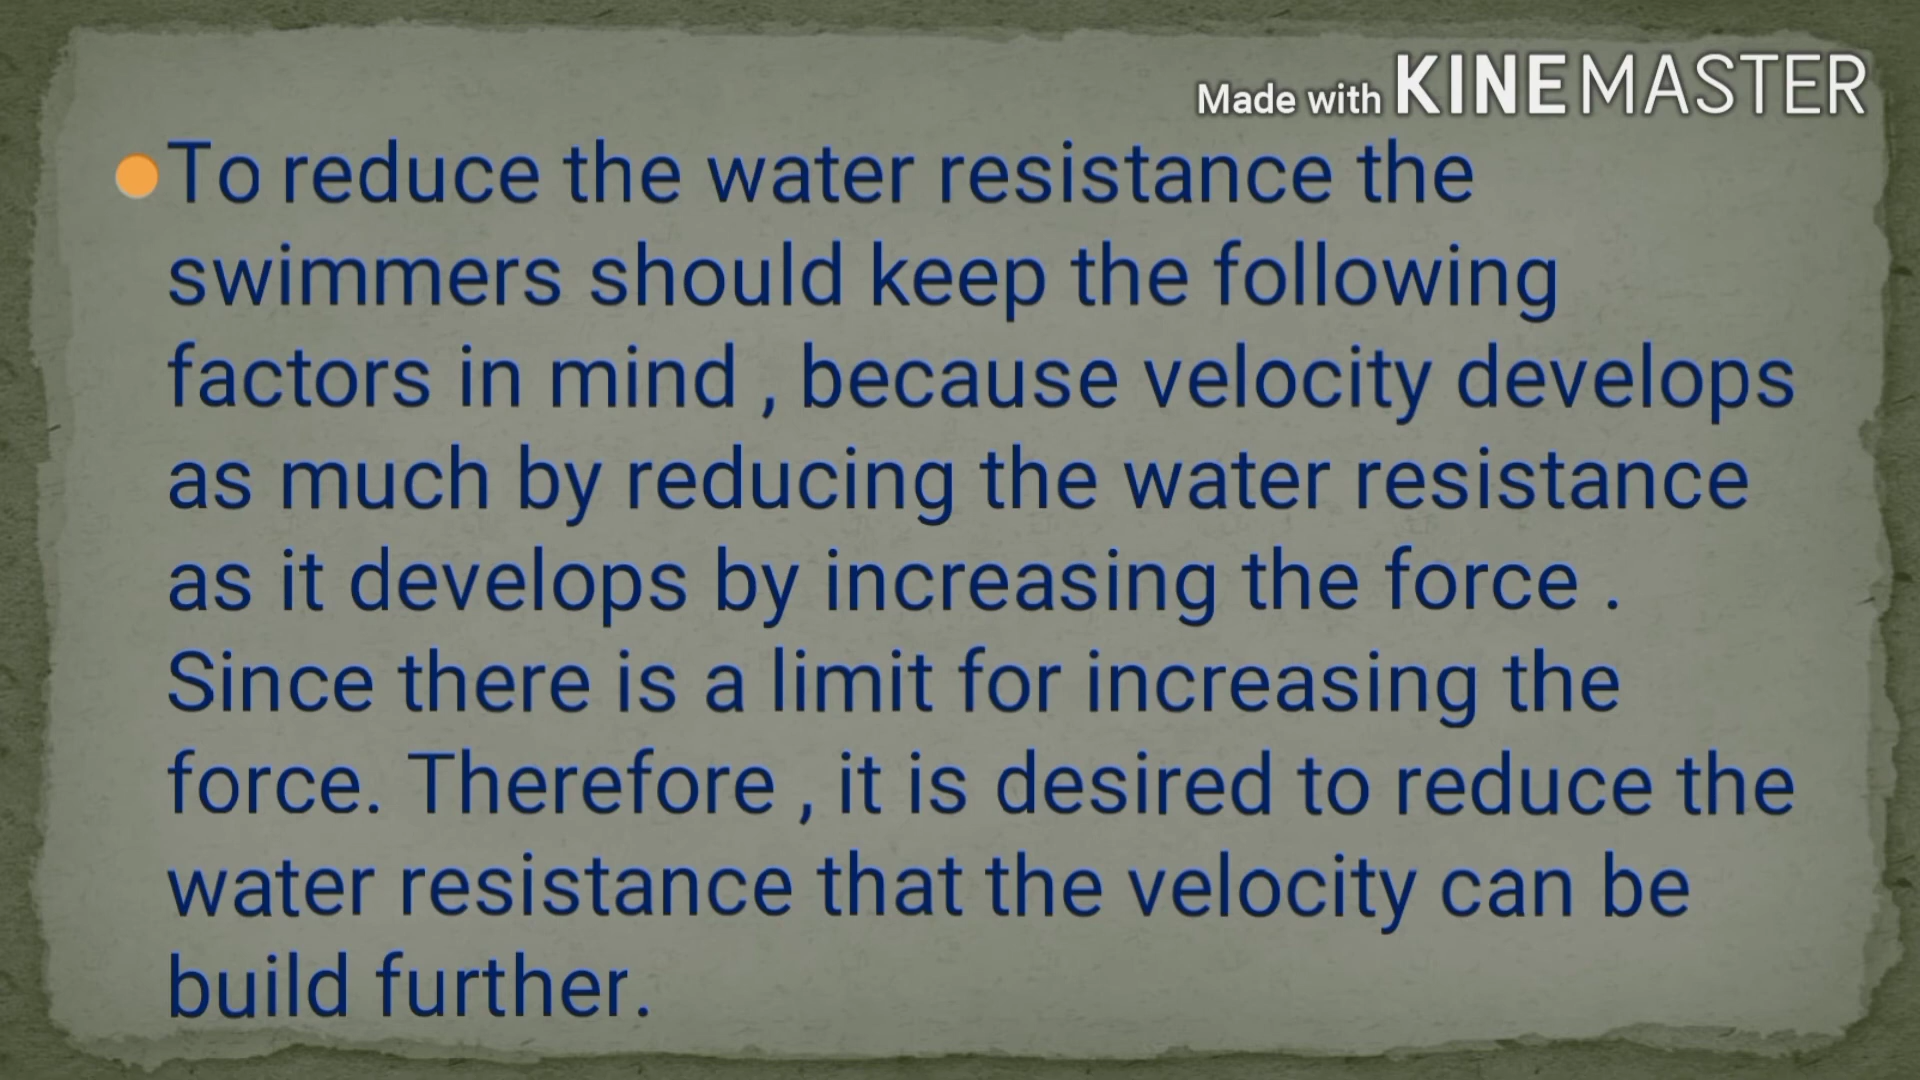 Made with KINEMASTER
To reduce the water resistance the
swimmers should keep the following
factors in mind , because velocity develops
as much by reducing the water resistance
as it develops by increasing the force .
Since there is a limit for increasing the
force. Therefore , it is desired to reduce the
water resistance that the velocity can be
build further.